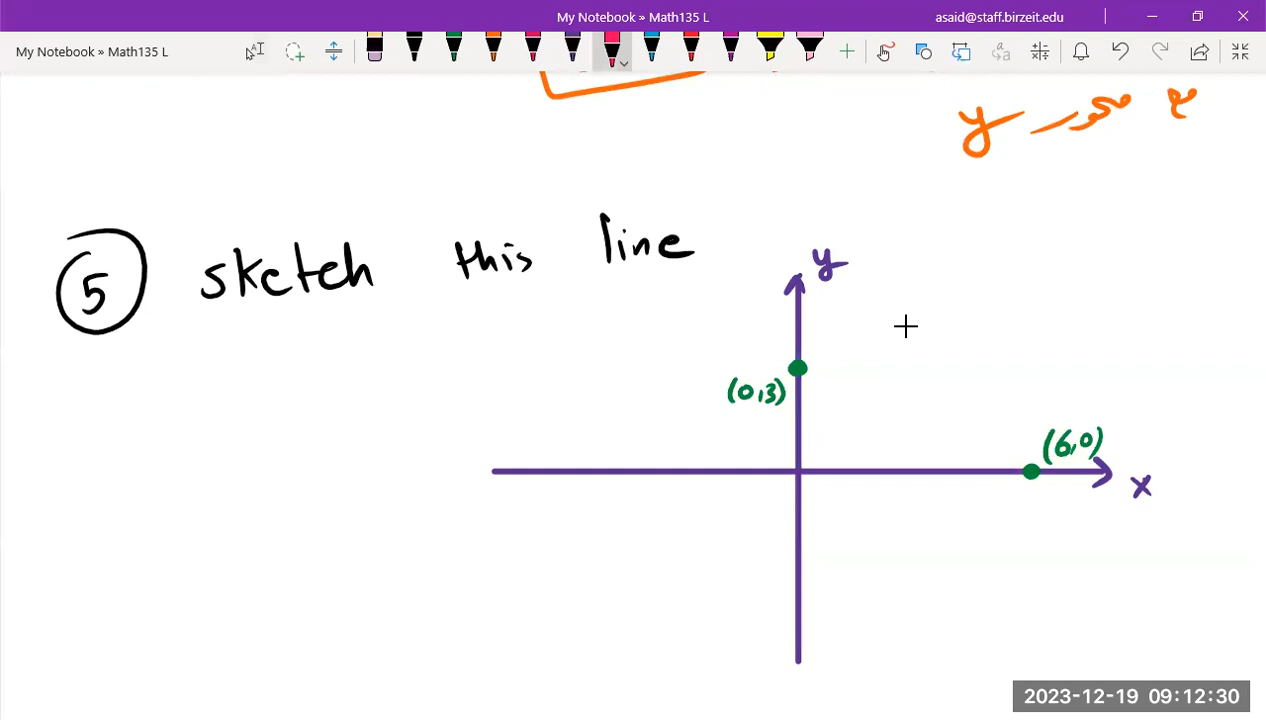 My Notebook » Math135 L
asaid@staff.birzeit.edu
My Notebook » Math135 L
y
5 sketch this line
y
(0,3)
(6,0)
x
2023-12-19 09:12:30